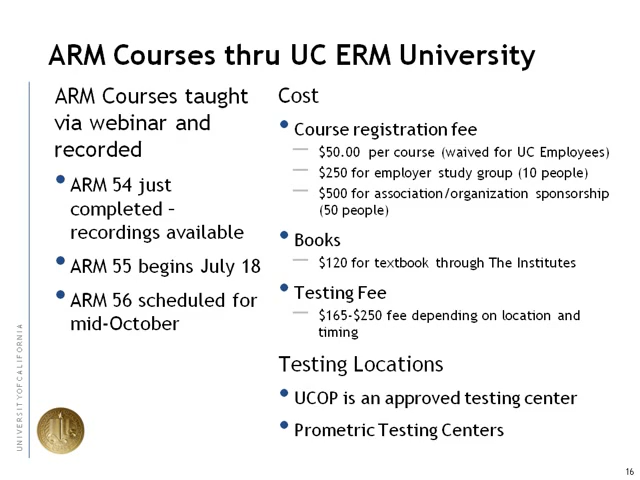 ARM Courses thru UC ERM University
ARM Courses taught
via webinar and
recorded
• ARM 54 just
completed –
recordings available
• ARM 55 begins July 18
• ARM 56 scheduled for
mid-October
Cost
• Course registration fee
— $50.00 per course (waived for UC Employees)
— $250 for employer study group (10 people)
— $500 for association/organization sponsorship
(50 people)
• Books
— $120 for textbook through The Institutes
• Testing Fee
— $165-$250 fee depending on location and
timing
Testing Locations
• UCOP is an approved testing center
• Prometric Testing Centers
UNIVERSITY OF CALIFORNIA
16